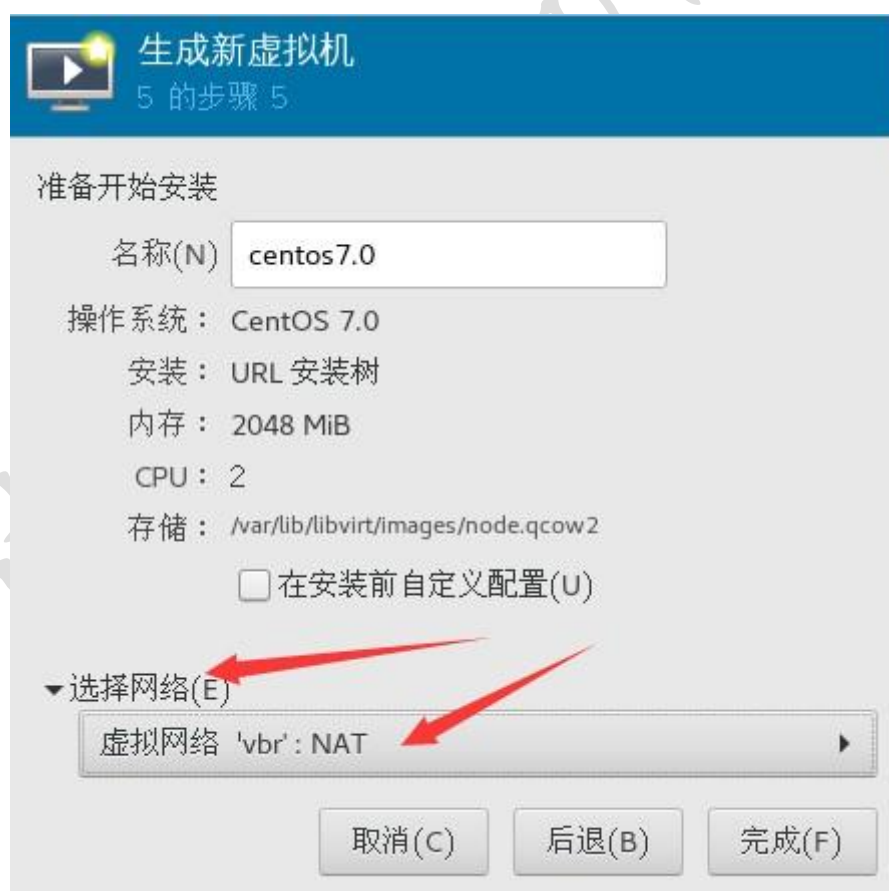 生成新虚拟机
5 的步骤 5
准备开始安装
名称(N) centos7.0
操作系统： CentOS 7.0
安装： URL 安装树
内存： 2048 MiB
CPU： 2
存储： /var/lib/libvirt/images/node.qcow2
在安装前自定义配置(U)
选择网络(E)
虚拟网络 'vbr' : NAT
取消(C) 后退(B) 完成(F)